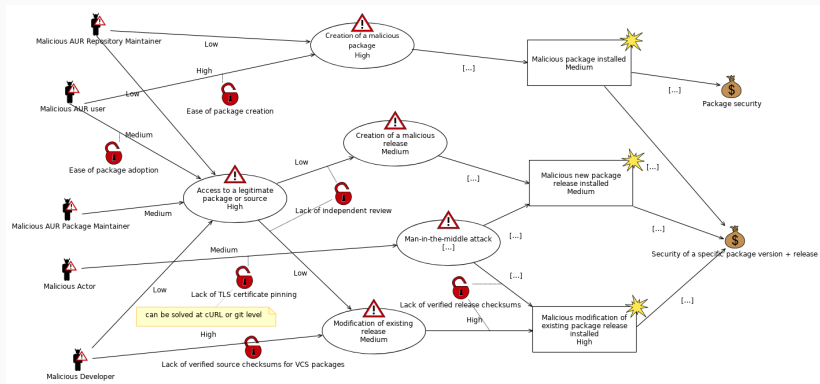 Malicious AUR Repository Maintainer
Low
Creation of a malicious
package
High
[...]
Malicious package installed
Medium
[...]
Package security
High
Low
Malicious AUR user
Ease of package creation
Medium
Ease of package adoption
Creation of a malicious
release
Medium
Low
[...]
Malicious new package
release installed
Medium
[...]
Access to a legitimate
package or source
High
Lack of independent review
Malicious AUR Package Maintainer
Medium
[...]
Man-in-the-middle attack
[...]
[...]
Security of a specific package version + release
Medium
Malicious Actor
Low
Low
Lack of TLS certificate pinning
[...]
Lack of verified release checksums
[...]
can be solved at cURL or git level
High
High
Modification of existing
release
Medium
Malicious modification of
existing package release
installed
High
Lack of verified source checksums for VCS packages
Malicious Developer